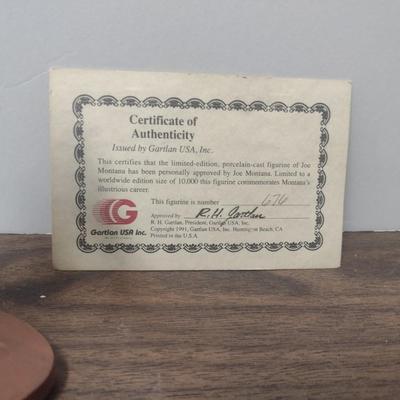 Certificate of
Authenticity
Issued by Gartlan USA, Inc.
This certifies that the limited-edition, porcelain-cast figurine of Joe
Montana has been personally approved by Joe Montana. Limited to a
worldwide edition size of 10,000 this figurine commemorates Montana's
illustrious career.
This figurine is number 676
Approved by R.H. Gartlan
R. H. Gartlan, President, Gartlan USA, Inc.
Copyright 1991, Gartlan USA, Inc. Huntington Beach, CA
Printed in the U.S.A.
G
Gartlan USA Inc.